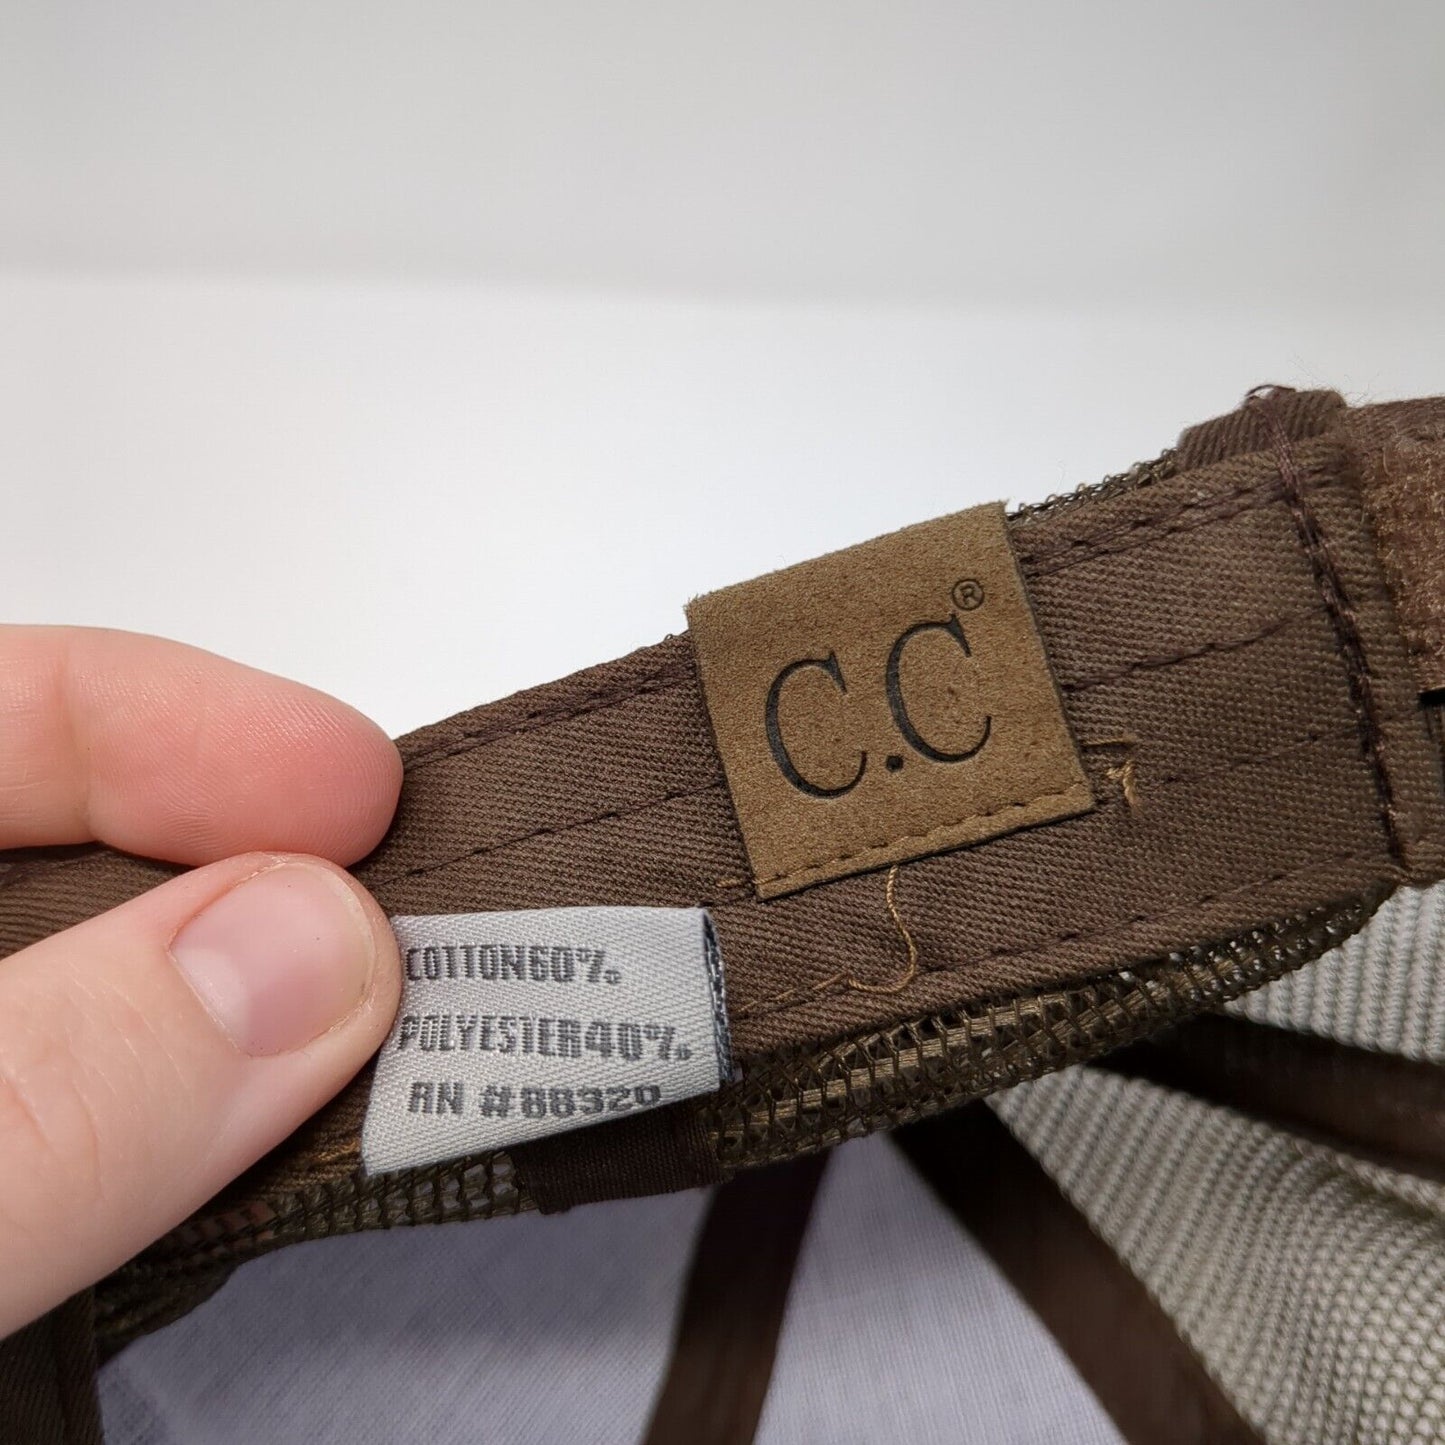 C.C®
COTTON60%
POLYESTER40%
RN #88320